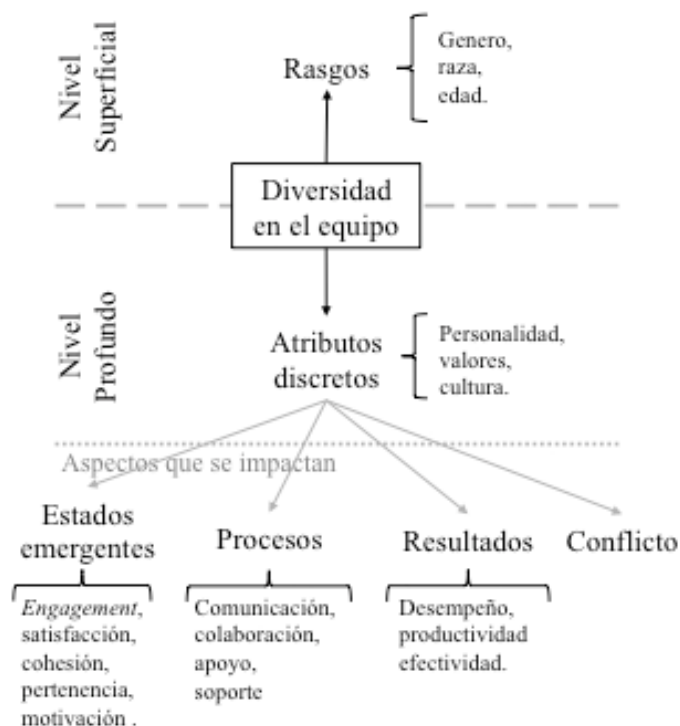 Nivel
Superficial
Rasgos
Genero,
raza,
edad.
Diversidad
en el equipo
Nivel
Profundo
Atributos
discretos
Personalidad,
valores,
cultura.
Aspectos que se impactan
Estados
emergentes
Procesos
Resultados
Conflicto
Engagement,
satisfacción,
cohesión,
pertenencia,
motivación .
Comunicación,
colaboración,
apoyo,
soporte
Desempeño,
productividad
efectividad.